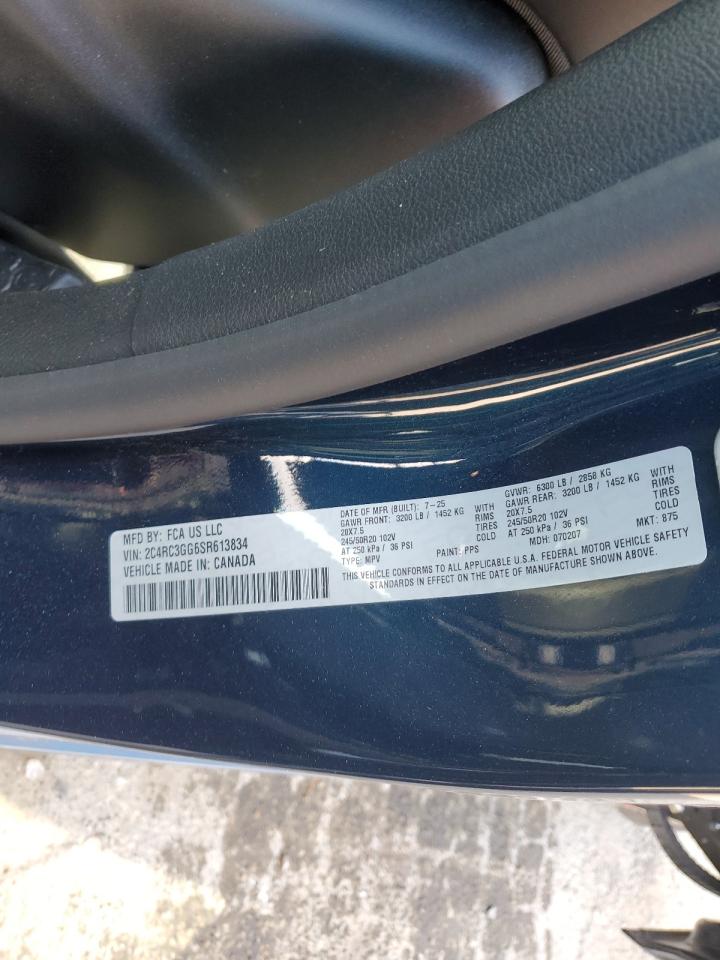 MFD BY: FCA US LLC
VIN: 2C4RC3GG6SR613834
VEHICLE MADE IN: CANADA
DATE OF MFR (BUILT): 7-25 GVWR: 6300 LB / 2858 KG
GAWR FRONT: 3200 LB / 1452 KG WITH GAWR REAR: 3200 LB / 1452 KG WITH
20X7.5 RIMS 20X7.5 RIMS
245/50R20 102V TIRES 245/50R20 102V TIRES
AT 250 kPa / 36 PSI COLD AT 250 kPa / 36 PSI COLD
TYPE: MPV PAINT: PPS MDH: 070207 MKT: 875
THIS VEHICLE CONFORMS TO ALL APPLICABLE U.S.A. FEDERAL MOTOR VEHICLE SAFETY
STANDARDS IN EFFECT ON THE DATE OF MANUFACTURE SHOWN ABOVE.